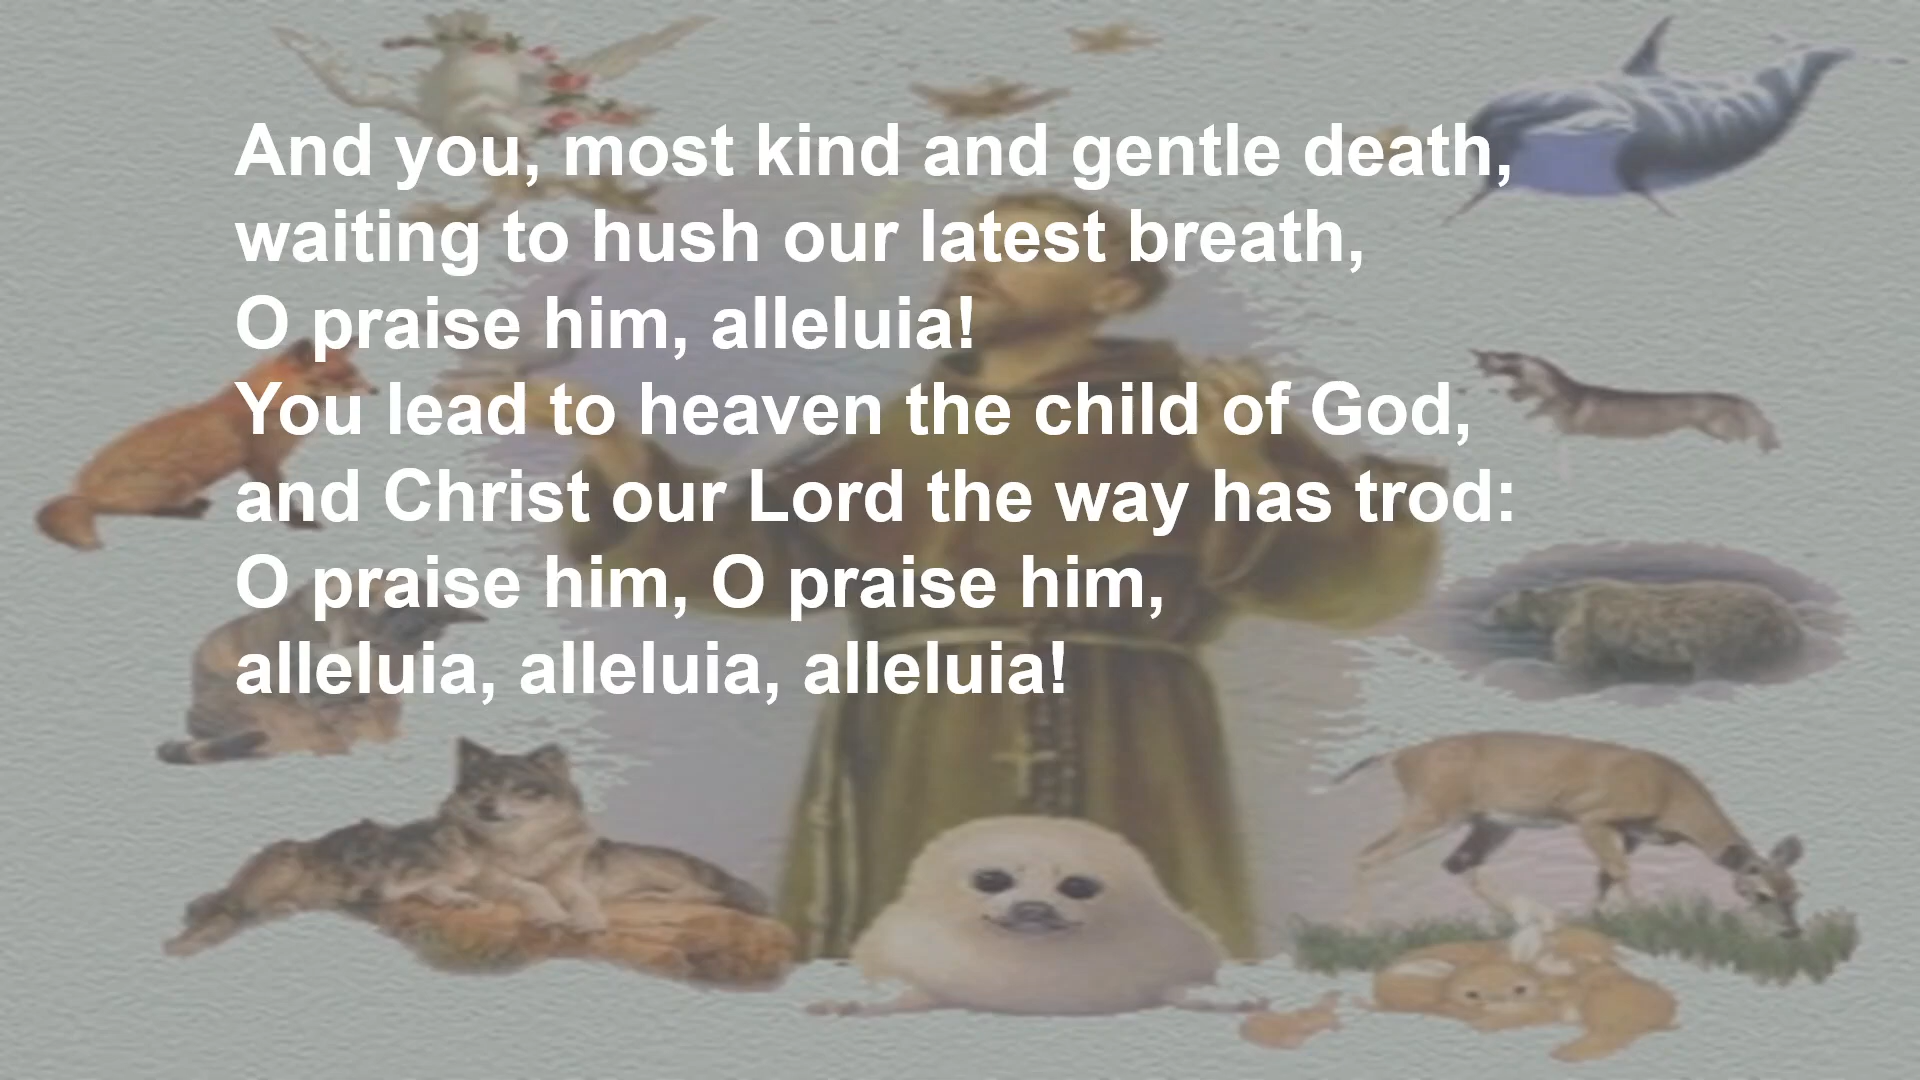 And you, most kind and gentle death,
waiting to hush our latest breath,
O praise him, alleluia!
You lead to heaven the child of God,
and Christ our Lord the way has trod:
O praise him, O praise him,
alleluia, alleluia, alleluia!